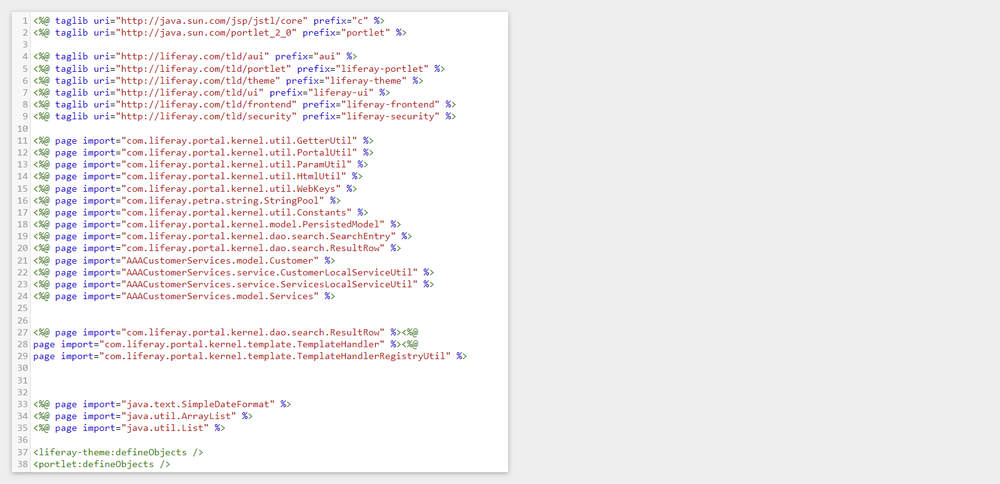 1 <%@ taglib uri="http://java.sun.com/jsp/jstl/core" prefix="c" %>
2 <%@ taglib uri="http://java.sun.com/portlet_2_0" prefix="portlet" %>
3
4 <%@ taglib uri="http://liferay.com/tld/aui" prefix="aui" %>
5 <%@ taglib uri="http://liferay.com/tld/portlet" prefix="liferay-portlet" %>
6 <%@ taglib uri="http://liferay.com/tld/theme" prefix="liferay-theme" %>
7 <%@ taglib uri="http://liferay.com/tld/ui" prefix="liferay-ui" %>
8 <%@ taglib uri="http://liferay.com/tld/frontend" prefix="liferay-frontend" %>
9 <%@ taglib uri="http://liferay.com/tld/security" prefix="liferay-security" %>
10
11 <%@ page import="com.liferay.portal.kernel.util.GetterUtil" %>
12 <%@ page import="com.liferay.portal.kernel.util.PortalUtil" %>
13 <%@ page import="com.liferay.portal.kernel.util.ParamUtil" %>
14 <%@ page import="com.liferay.portal.kernel.util.HtmlUtil" %>
15 <%@ page import="com.liferay.portal.kernel.util.WebKeys" %>
16 <%@ page import="com.liferay.petra.string.StringPool" %>
17 <%@ page import="com.liferay.portal.kernel.util.Constants" %>
18 <%@ page import="com.liferay.portal.kernel.model.PersistedModel" %>
19 <%@ page import="com.liferay.portal.kernel.dao.search.SearchEntry" %>
20 <%@ page import="com.liferay.portal.kernel.dao.search.ResultRow" %>
21 <%@ page import="AAACustomerServices.model.Customer" %>
22 <%@ page import="AAACustomerServices.service.CustomerLocalServiceUtil" %>
23 <%@ page import="AAACustomerServices.service.ServicesLocalServiceUtil" %>
24 <%@ page import="AAACustomerServices.model.Services" %>
25
26
27 <%@ page import="com.liferay.portal.kernel.dao.search.ResultRow" %><%@
28 page import="com.liferay.portal.kernel.template.TemplateHandler" %><%@
29 page import="com.liferay.portal.kernel.template.TemplateHandlerRegistryUtil" %>
30
31
32
33 <%@ page import="java.text.SimpleDateFormat" %>
34 <%@ page import="java.util.ArrayList" %>
35 <%@ page import="java.util.List" %>
36
37 <liferay-theme:defineObjects />
38 <portlet:defineObjects />